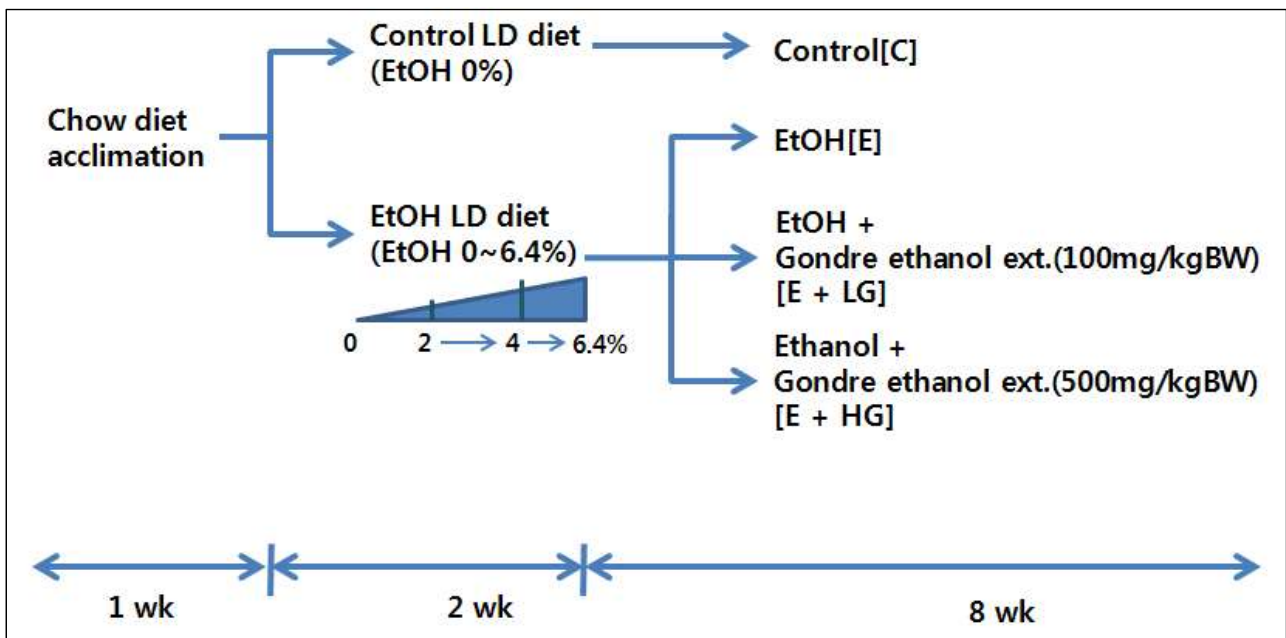 Chow diet
acclimation
Control LD diet
(EtOH 0%)
EtOH LD diet
(EtOH 0~6.4%)
0 2 4 6.4%
Control[C]
EtOH[E]
EtOH +
Gondre ethanol ext.(100mg/kgBW)
[E + LG]
Ethanol +
Gondre ethanol ext.(500mg/kgBW)
[E + HG]
1 wk
2 wk
8 wk